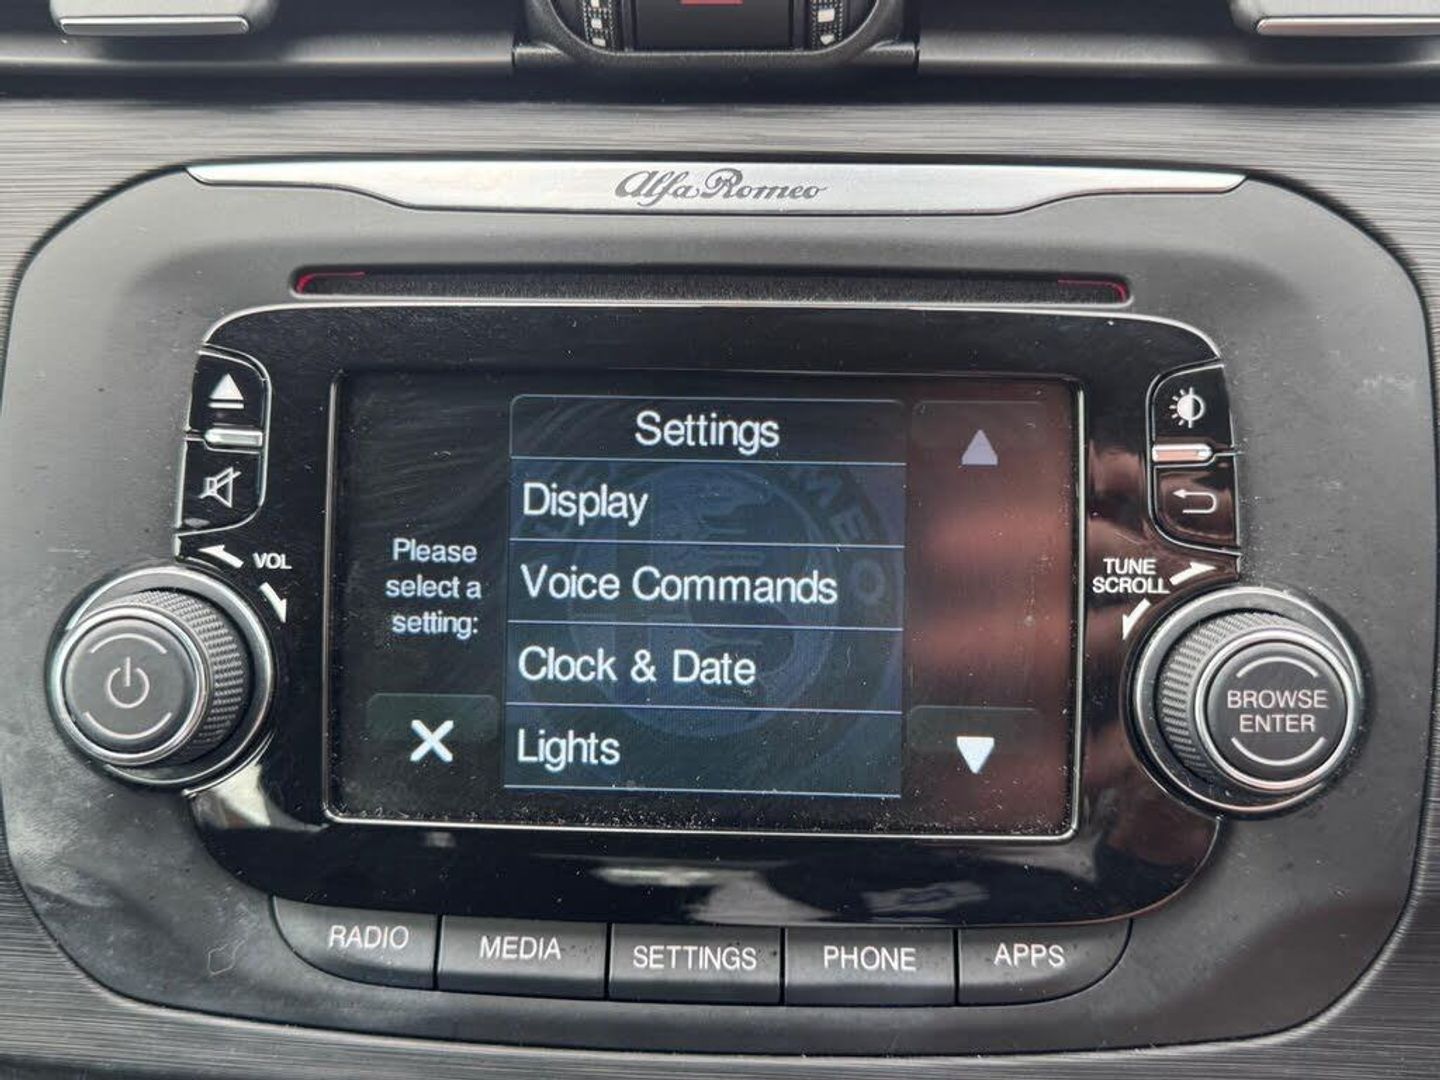 Alfa Romeo
Settings
Display
Voice Commands
Clock & Date
Lights
Please
select a
setting:
MEO
VOL
TUNE
SCROLL
BROWSE
ENTER
RADIO
MEDIA
SETTINGS
PHONE
APPS